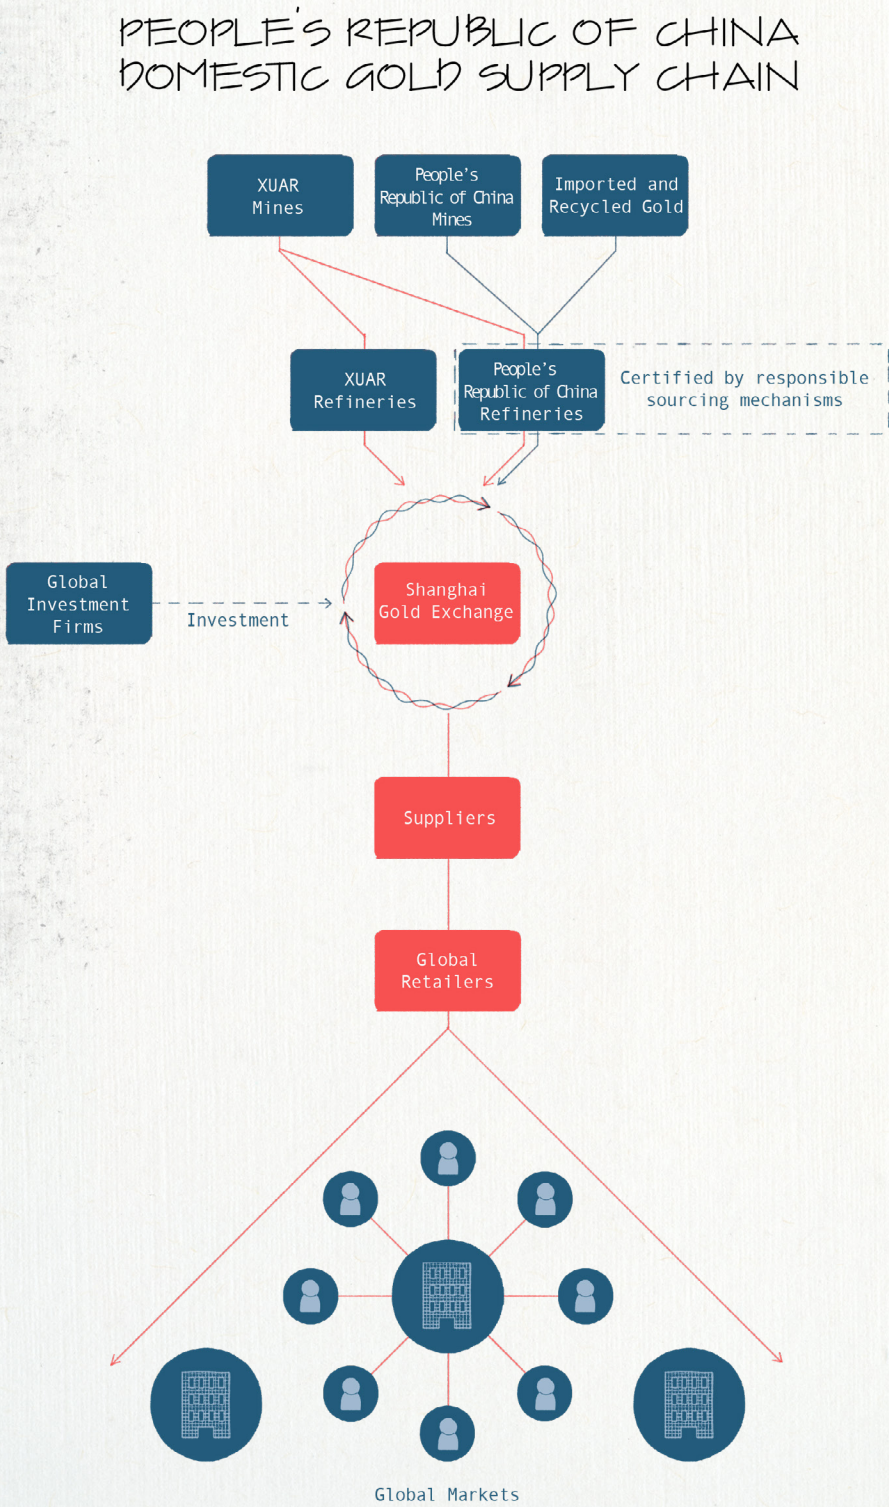 PEOPLE'S REPUBLIC OF CHINA
DOMESTIC GOLD SUPPLY CHAIN
XUAR
Mines
People's
Republic of China
Mines
Imported and
Recycled Gold
XUAR
Refineries
People's
Republic of China
Refineries
Certified by responsible
sourcing mechanisms
Global
Investment
Firms
Investment
Shanghai
Gold Exchange
Suppliers
Global
Retailers
Global Markets